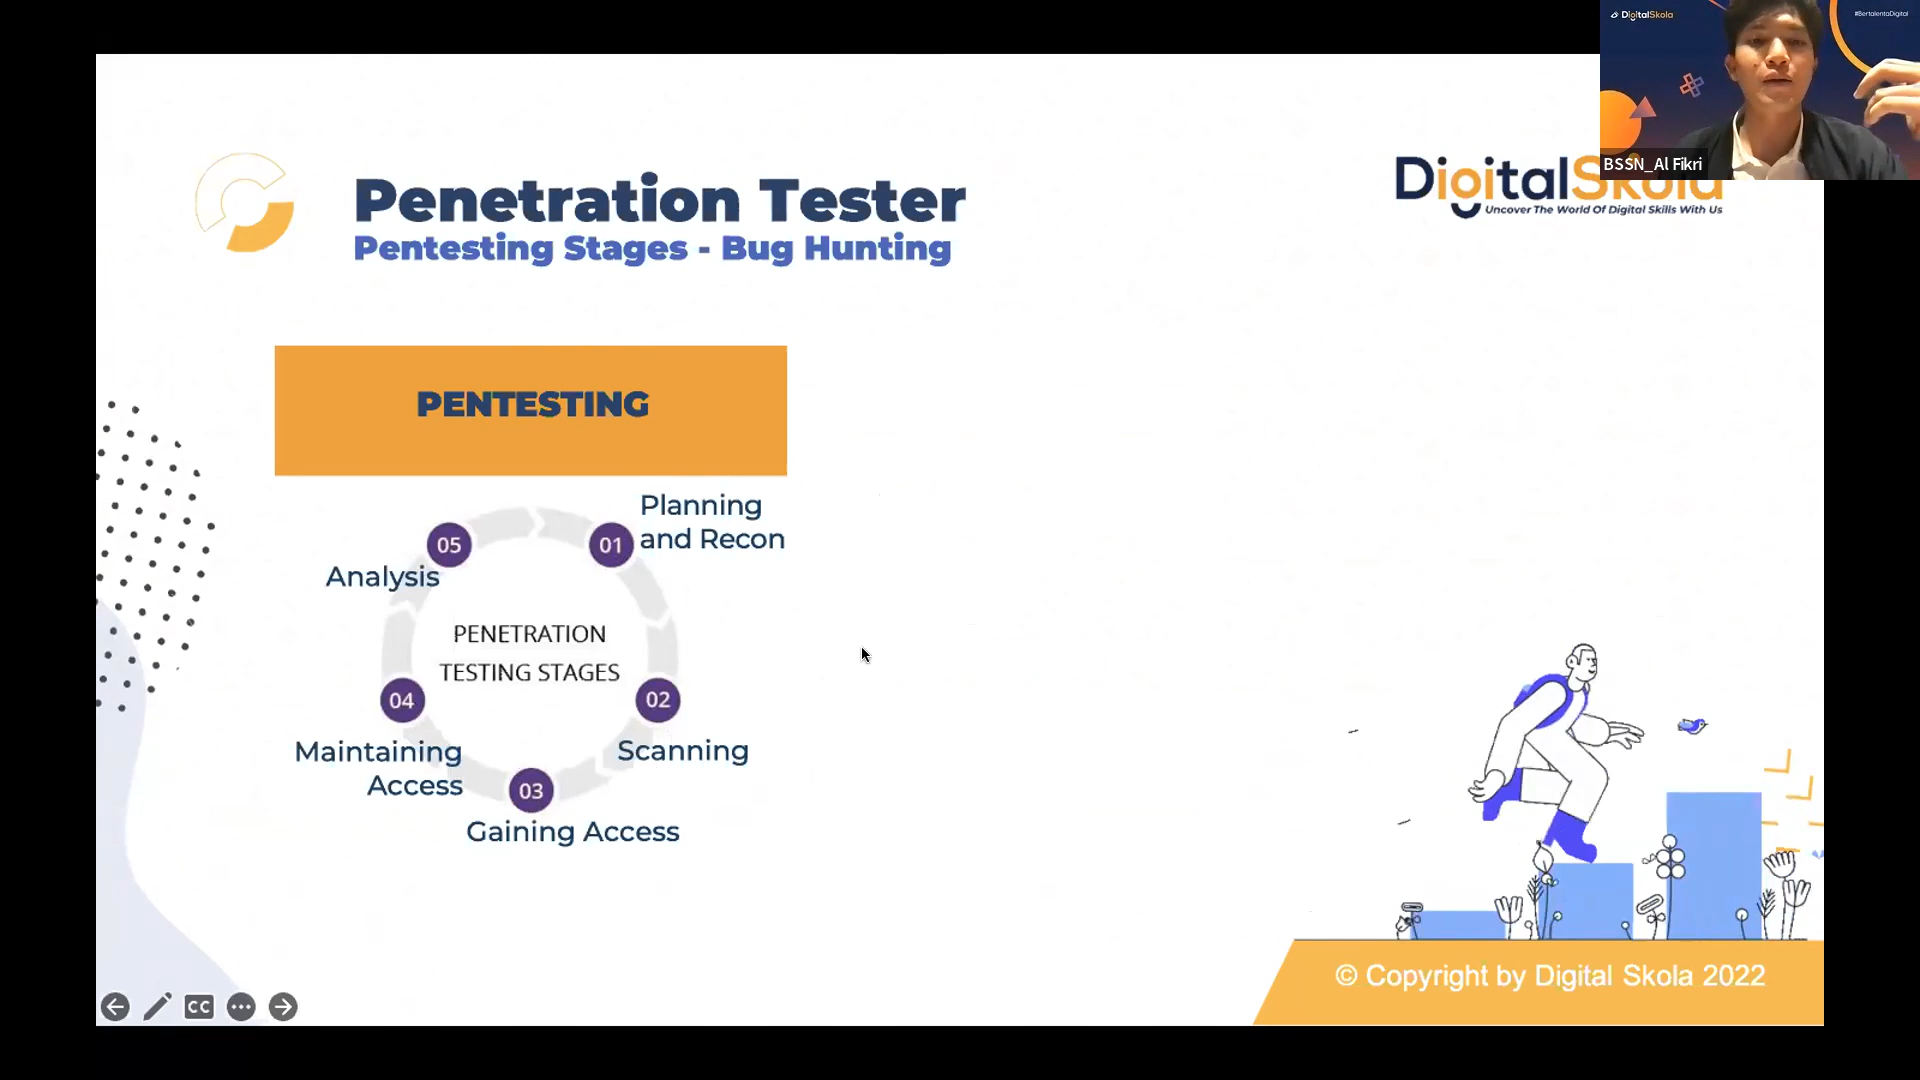 DigitalSkola
#BertalentaDigital
BSSN_Al Fikri
Penetration Tester
Pentesting Stages - Bug Hunting
DigitalSkola
Uncover The World Of Digital Skills With Us
PENTESTING
01
Planning
and Recon
05
Analysis
PENETRATION
TESTING STAGES
04
02
Maintaining
Access
Scanning
03
Gaining Access
CC
© Copyright by Digital Skola 2022